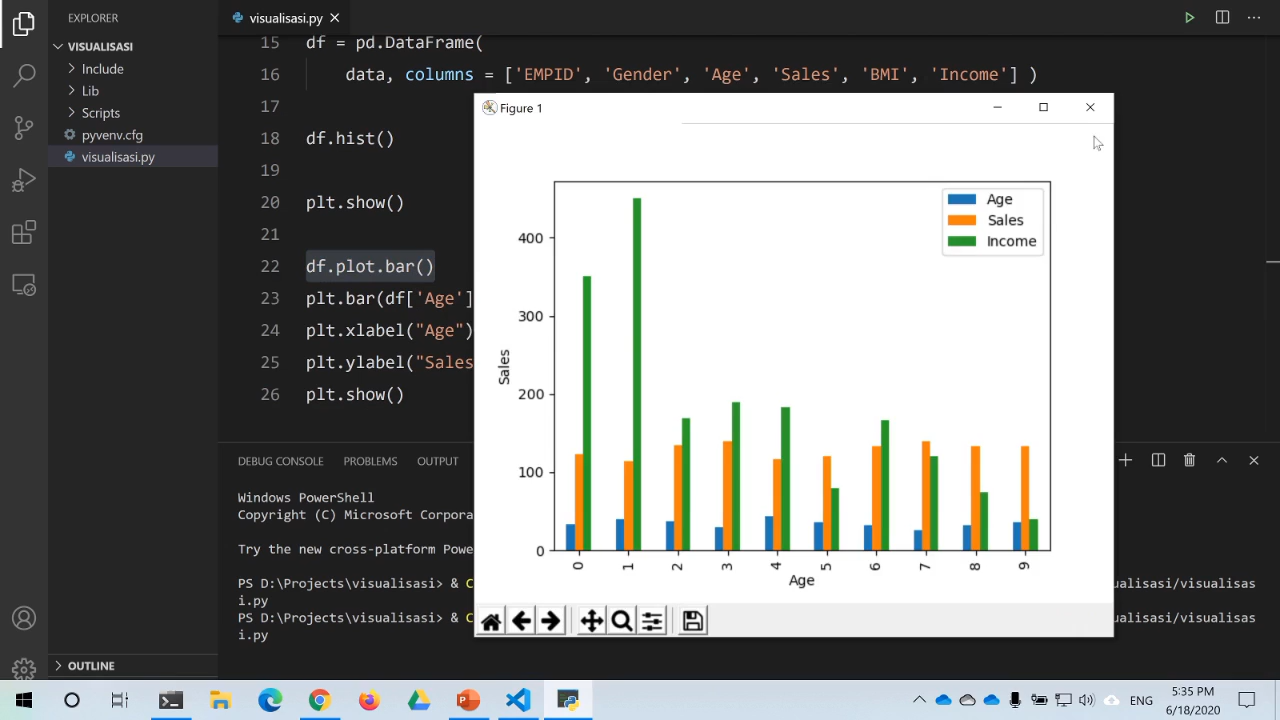 EXPLORER
VISUALISASI
Include
Lib
Scripts
pyvenv.cfg
visualisasi.py
OUTLINE
visualisasi.py
15 df = pd.DataFrame(
16 data, columns = ['EMPID', 'Gender', 'Age', 'Sales', 'BMI', 'Income'] )
17
18 df.hist()
19
20 plt.show()
21
22 df.plot.bar()
23 plt.bar(df['Age']
24 plt.xlabel("Age")
25 plt.ylabel("Sales
26 plt.show()
Figure 1
Age
Sales
Income
400
300
200
100
0
Sales
0 1 2 3 4 5 6 7 8 9
Age
DEBUG CONSOLE PROBLEMS OUTPUT
Windows PowerShell
Copyright (C) Microsoft Corpora
Try the new cross-platform Powe
PS D:\Projects\visualisasi> & C ualisasi/visualisas
i.py
PS D:\Projects\visualisasi> & C ualisasi/visualisas
i.py
ENG
5:35 PM
6/18/2020